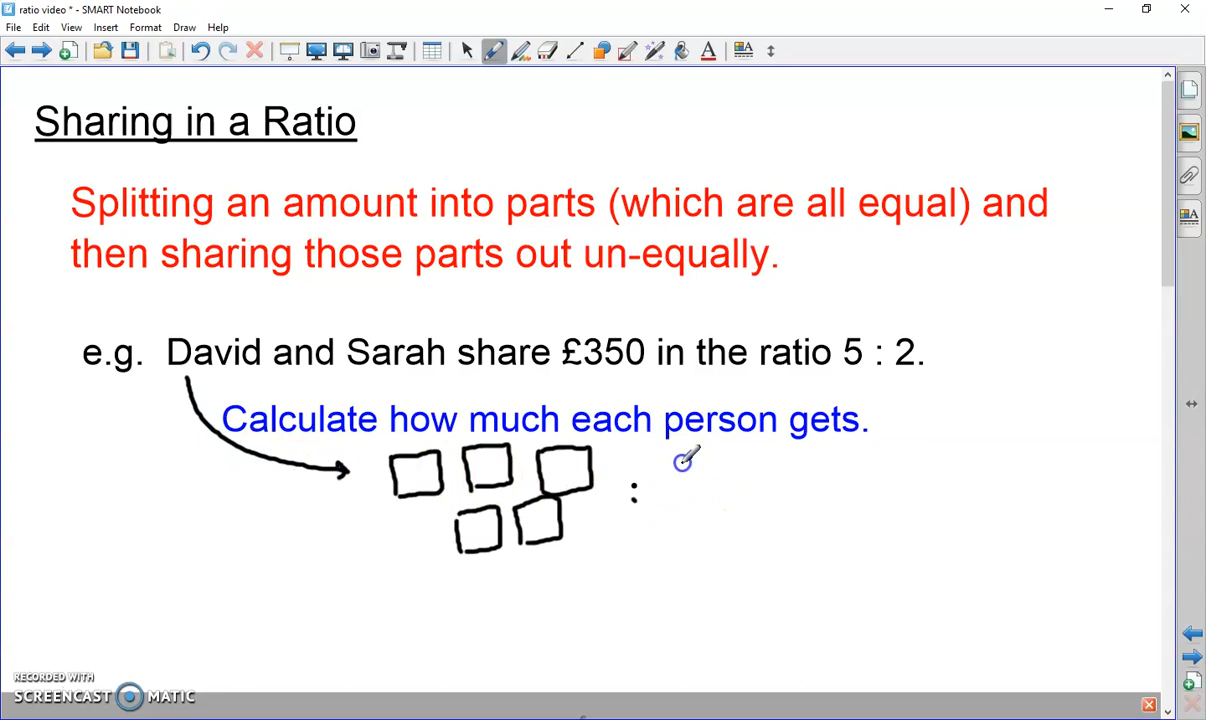 ratio video * - SMART Notebook
File Edit View Insert Format Draw Help
Sharing in a Ratio
Splitting an amount into parts (which are all equal) and
then sharing those parts out un-equally.
e.g. David and Sarah share £350 in the ratio 5 : 2.
Calculate how much each person gets.
:
RECORDED WITH
SCREENCAST MATIC